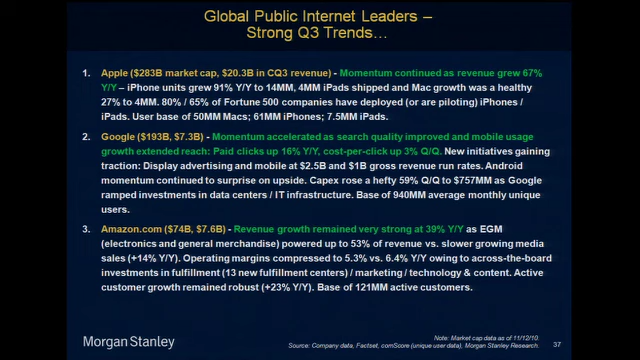 Global Public Internet Leaders –
Strong Q3 Trends…
1. Apple ($283B market cap, $20.3B in CQ3 revenue) - Momentum continued as revenue grew 67%
Y/Y – iPhone units grew 91% Y/Y to 14MM, 4MM iPads shipped and Mac growth was a healthy
27% to 4MM. 80% / 65% of Fortune 500 companies have deployed (or are piloting) iPhones /
iPads. User base of 50MM Macs; 61MM iPhones; 7.5MM iPads.
2. Google ($193B, $7.3B) - Momentum accelerated as search quality improved and mobile usage
growth extended reach: Paid clicks up 16% Y/Y, cost-per-click up 3% Q/Q. New initiatives gaining
traction: Display advertising and mobile at $2.5B and $1B gross revenue run rates. Android
momentum continued to surprise on upside. Capex rose a hefty 59% Q/Q to $757MM as Google
ramped investments in data centers / IT infrastructure. Base of 940MM average monthly unique
users.
3. Amazon.com ($74B, $7.6B) - Revenue growth remained very strong at 39% Y/Y as EGM
(electronics and general merchandise) powered up to 53% of revenue vs. slower growing media
sales (+14% Y/Y). Operating margins compressed to 5.3% vs. 6.4% Y/Y owing to across-the-board
investments in fulfillment (13 new fulfillment centers) / marketing / technology & content. Active
customer growth remained robust (+23% Y/Y). Base of 121MM active customers.
Morgan Stanley
Note: Market cap data as of 11/12/10.
Source: Company data, Factset, comScore (unique user data), Morgan Stanley Research.
37